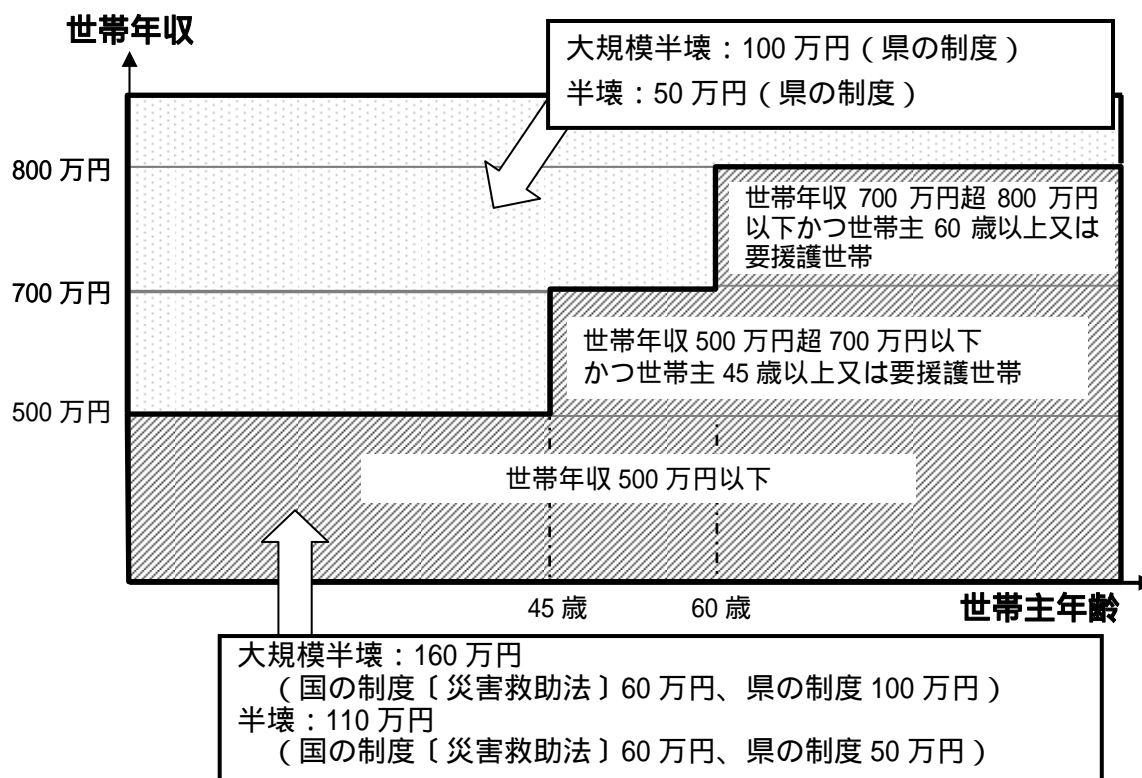 世帯年収
大規模半壊：100 万円（県の制度）
半壊：50 万円（県の制度）
800 万円
世帯年収 700 万円超 800 万円
以下かつ世帯主 60 歳以上又は
要援護世帯
700 万円
世帯年収 500 万円超 700 万円以下
かつ世帯主 45 歳以上又は要援護世帯
500 万円
世帯年収 500 万円以下
45 歳
60 歳
世帯主年齢
大規模半壊：160 万円
（国の制度〔災害救助法〕60 万円、県の制度 100 万円）
半壊：110 万円
（国の制度〔災害救助法〕60 万円、県の制度 50 万円）